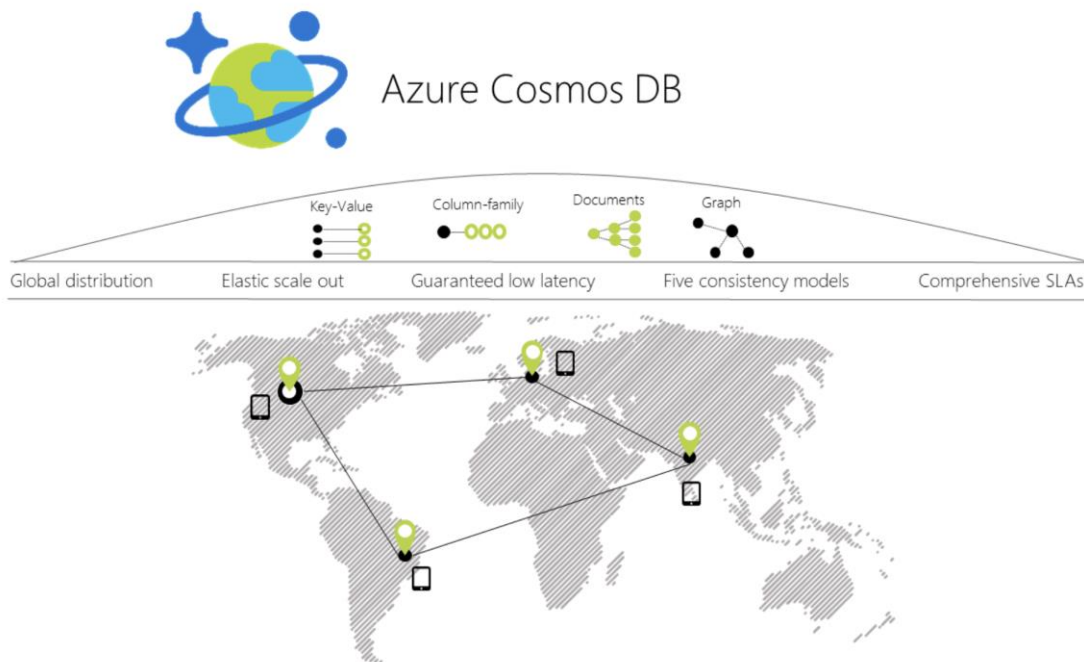 Azure Cosmos DB
Key-Value Column-family Documents Graph
Global distribution Elastic scale out Guaranteed low latency Five consistency models Comprehensive SLAs